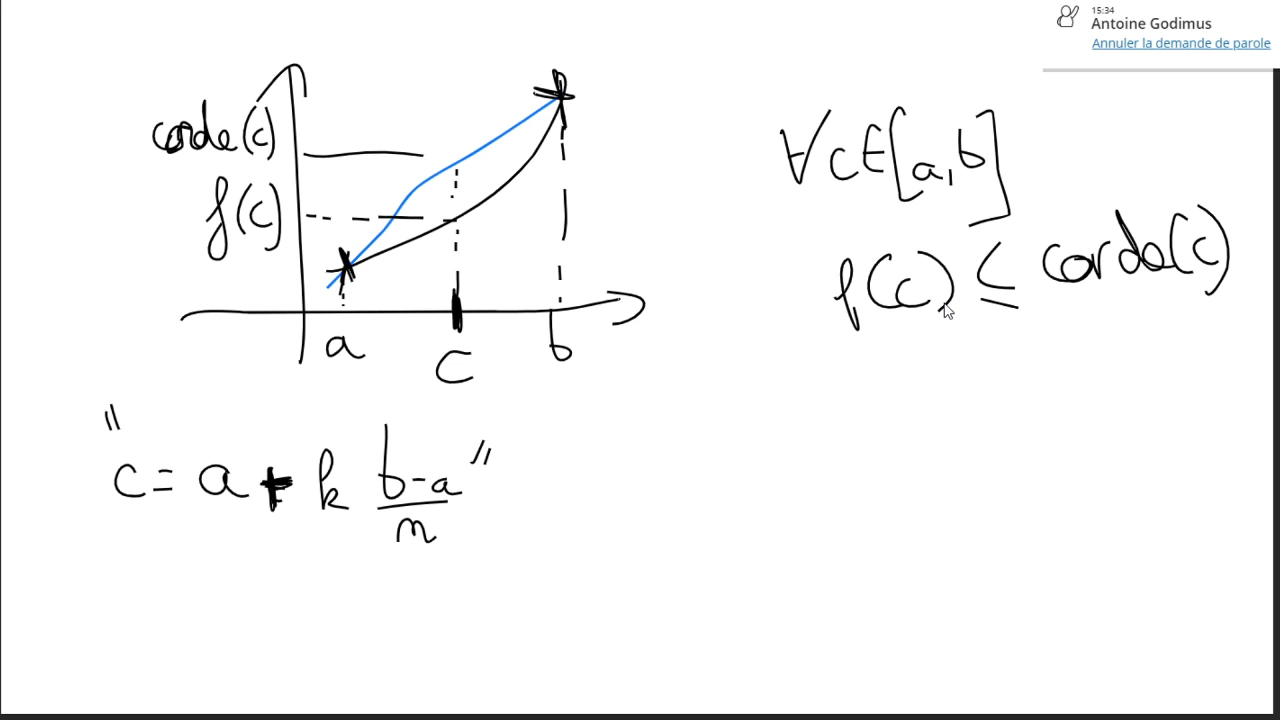 15:34
Antoine Godimus
Annuler la demande de parole
corde(c)
f(c)
a c b
∀c∈[a,b]
f(c) ≤ corde(c)
"c = a + k (b-a)/n"